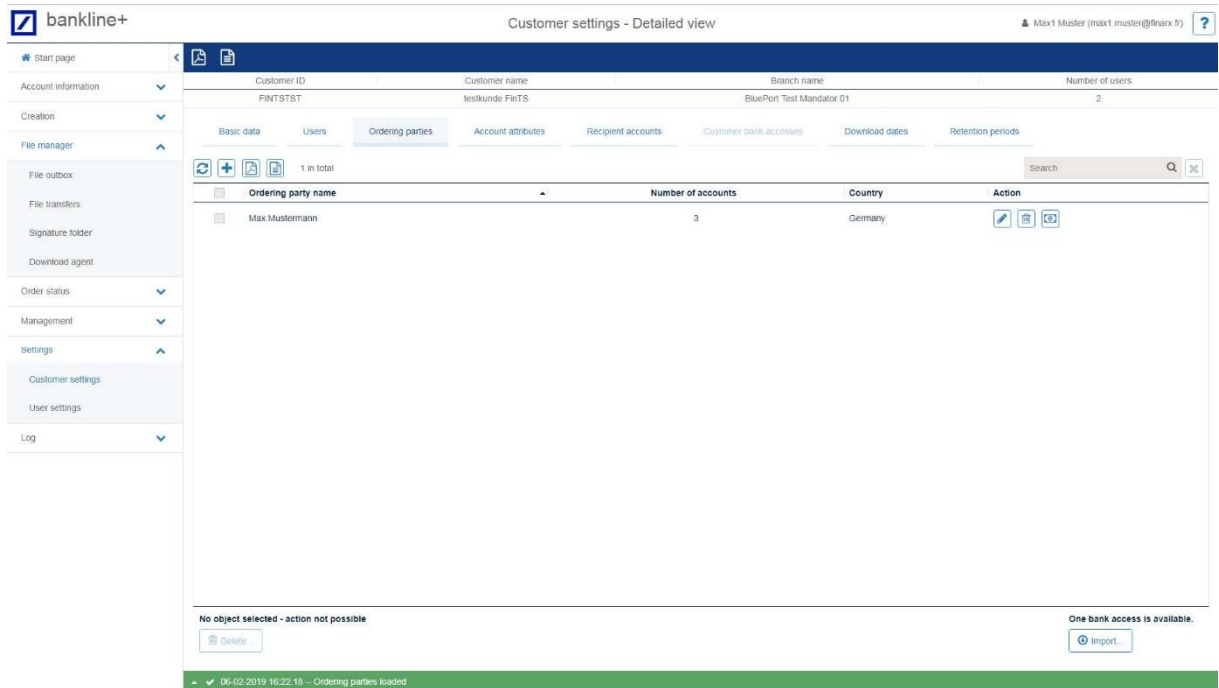 bankline+
Customer settings - Detailed view
Max1 Muster (max1.muster@finarx.fr)
?
Start page
Account information
Creation
File manager
File outbox
File transfers
Signature folder
Download agent
Order status
Management
Settings
Customer settings
User settings
Log
Customer ID Customer name Branch name Number of users
FINTSTST testkunde FinTS BluePort Test Mandator 01 2
Basic data Users Ordering parties Account attributes Recipient accounts Customer bank accesses Download dates Retention periods
1 in total Search
Ordering party name Number of accounts Country Action
Max Mustermann 3 Germany
No object selected - action not possible One bank access is available.
Delete... Import...
06-02-2019 16:22:18 -- Ordering parties loaded